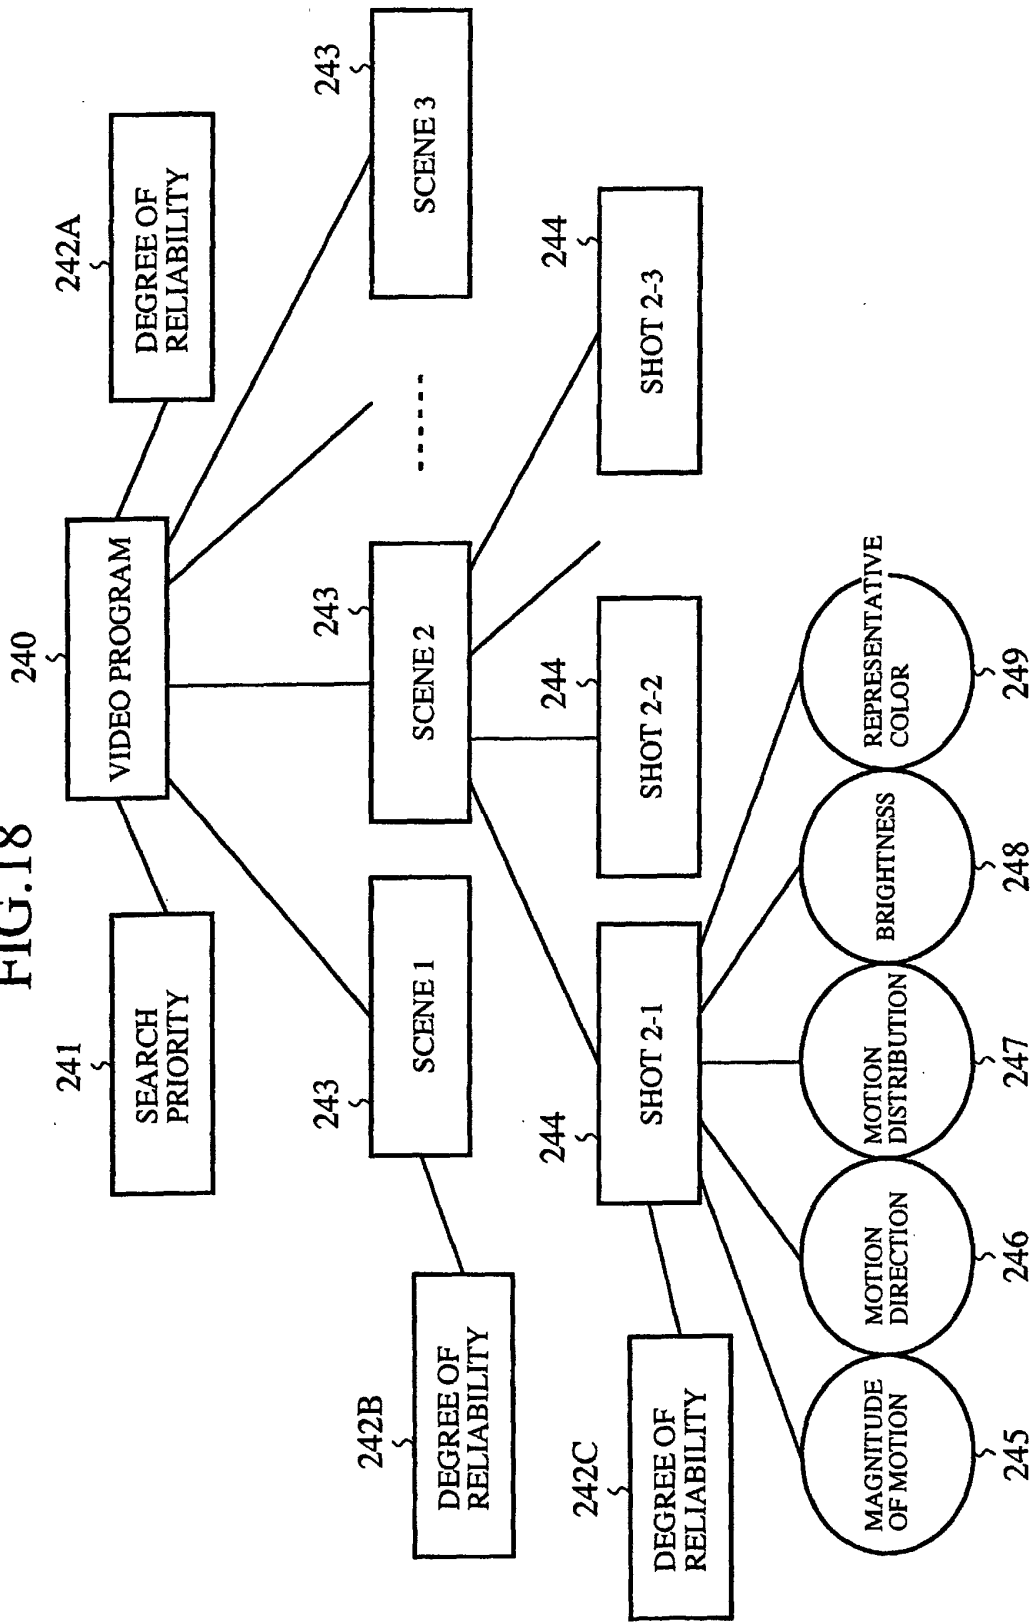 FIG.18
240
VIDEO PROGRAM
241
SEARCH
PRIORITY
242A
DEGREE OF
RELIABILITY
243
SCENE 1
243
SCENE 2
......
243
SCENE 3
242B
DEGREE OF
RELIABILITY
244
SHOT 2-1
244
SHOT 2-2
244
SHOT 2-3
242C
DEGREE OF
RELIABILITY
MAGNITUDE
OF MOTION
MOTION
DIRECTION
MOTION
DISTRIBUTION
BRIGHTNESS
REPRESENTATIVE
COLOR
245
246
247
248
249